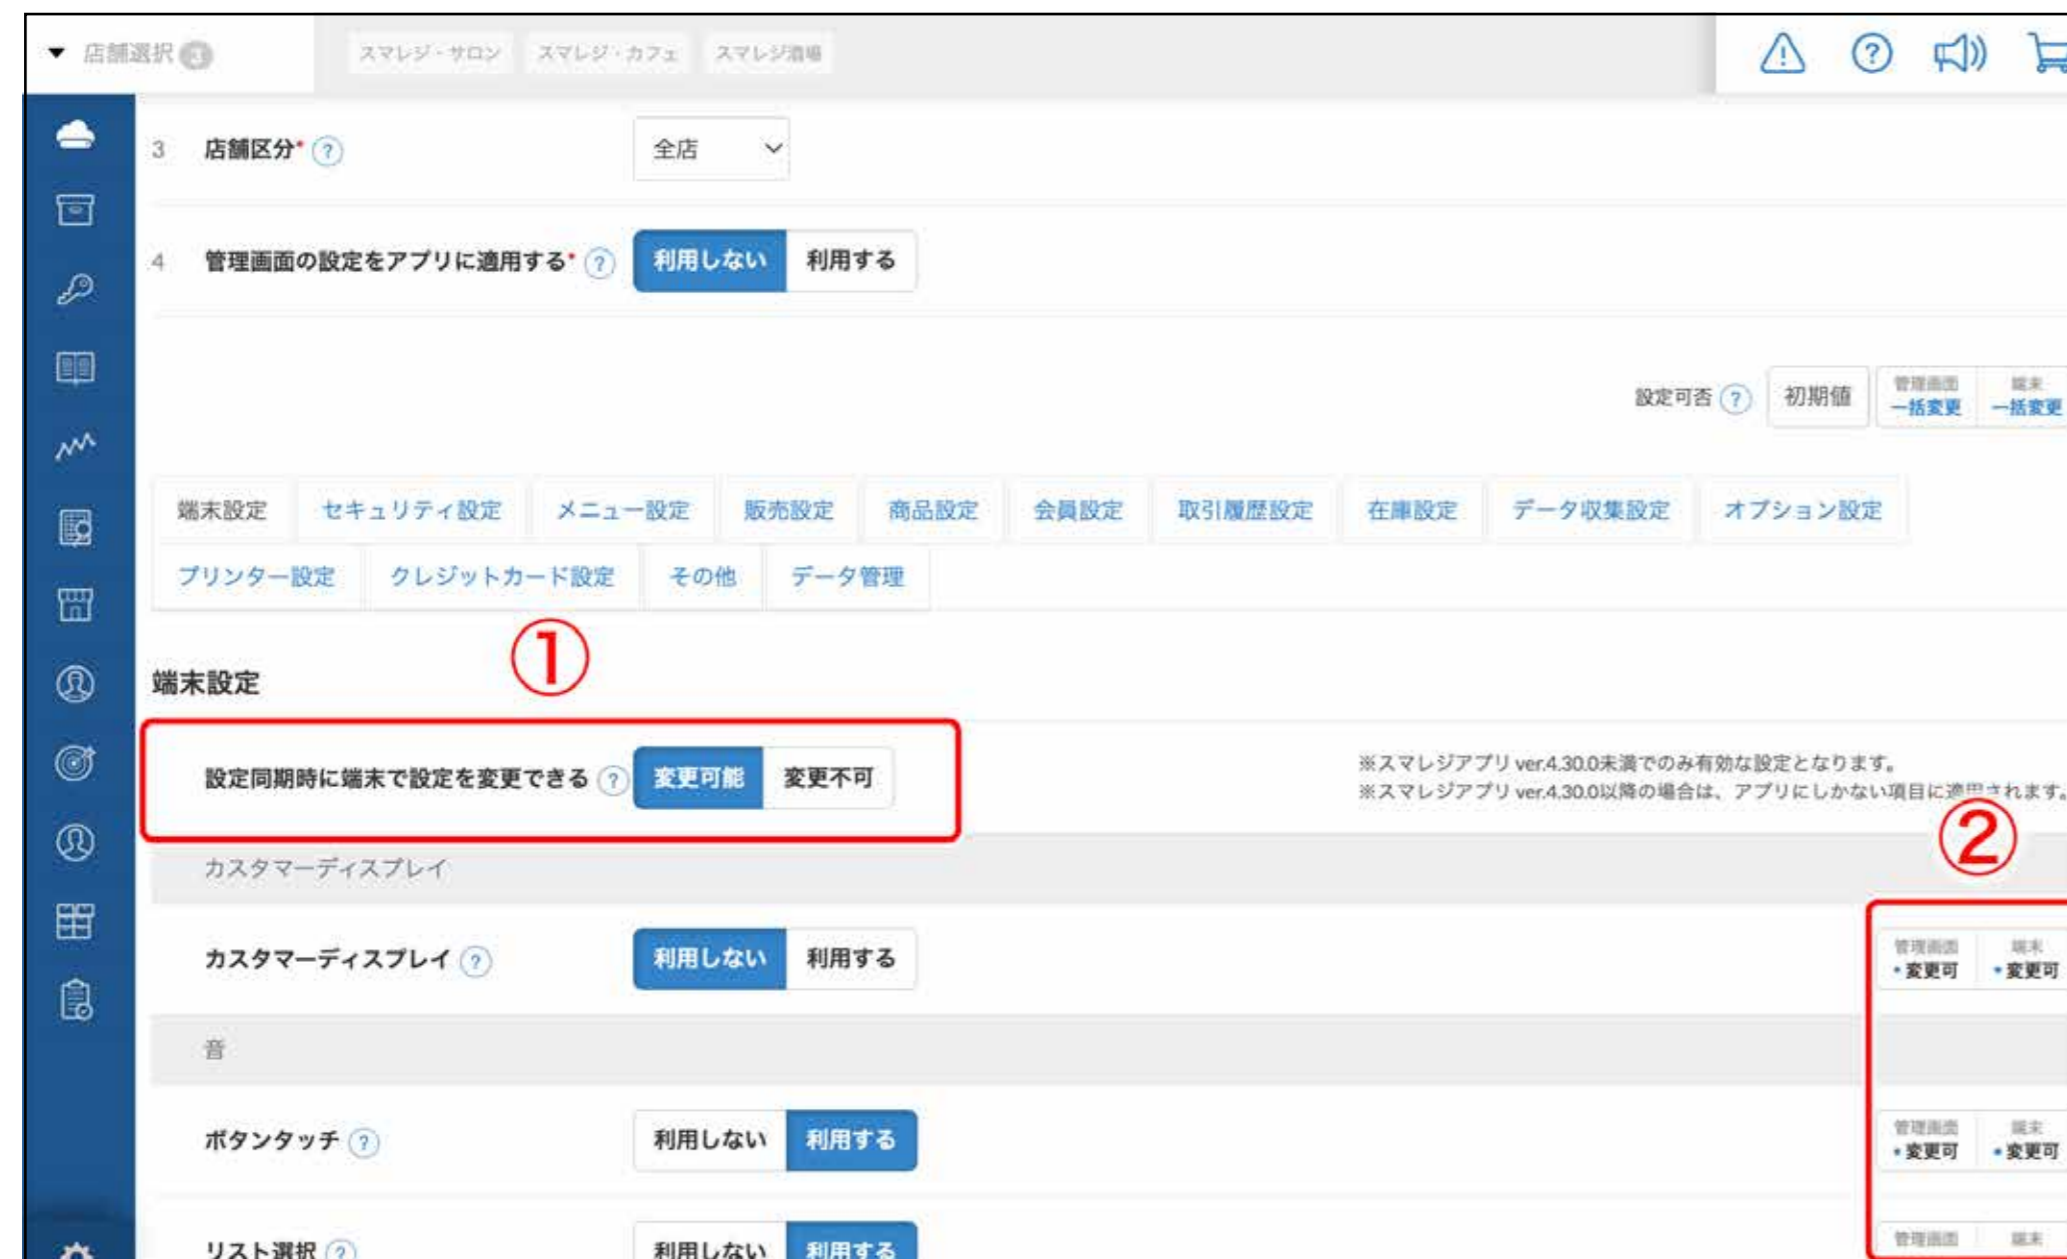 ▼ 店舗選択 3 スマレジ・サロン スマレジ・カフェ スマレジ酒場
3 店舗区分* ? 全店
4 管理画面の設定をアプリに適用する* ? 利用しない 利用する
設定可否 ? 初期値 管理画面 一括変更 端末 一括変更
端末設定 セキュリティ設定 メニュー設定 販売設定 商品設定 会員設定 取引履歴設定 在庫設定 データ収集設定 オプション設定
プリンター設定 クレジットカード設定 その他 データ管理
①
端末設定
設定同期時に端末で設定を変更できる ? 変更可能 変更不可
※スマレジアプリ ver.4.30.0未満でのみ有効な設定となります。
※スマレジアプリ ver.4.30.0以降の場合は、アプリにしかない項目に適用されます。
②
カスタマーディスプレイ
カスタマーディスプレイ ? 利用しない 利用する 管理画面 ・変更可 端末 ・変更可
音
ボタンタッチ ? 利用しない 利用する 管理画面 ・変更可 端末 ・変更可
リスト選択 ? 利用しない 利用する 管理画面 端末